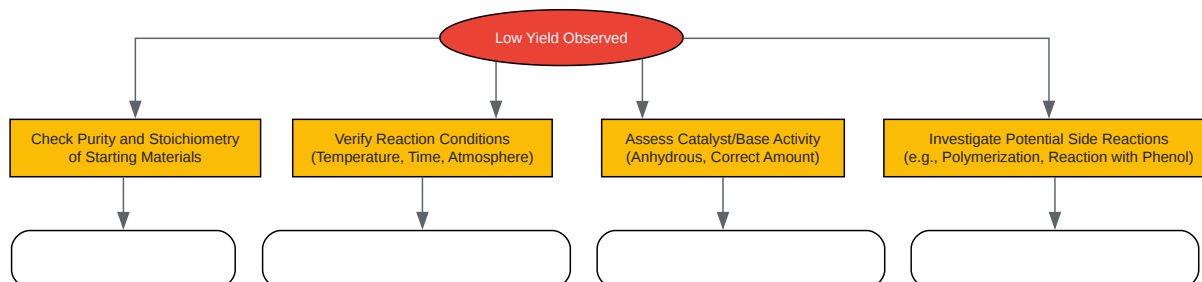 Low Yield Observed
Check Purity and Stoichiometry
of Starting Materials
Verify Reaction Conditions
(Temperature, Time, Atmosphere)
Assess Catalyst/Base Activity
(Anhydrous, Correct Amount)
Investigate Potential Side Reactions
(e.g., Polymerization, Reaction with Phenol)